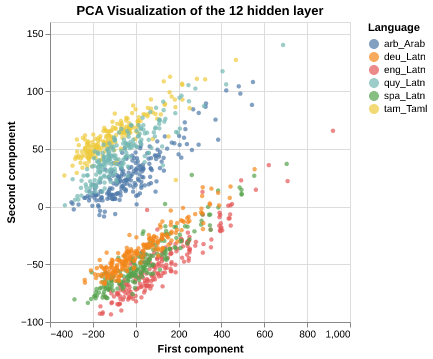 PCA Visualization of the 12 hidden layer
Language
arb_Arab
deu_Latn
eng_Latn
quy_Latn
spa_Latn
tam_Taml
Second component
150
100
50
0
−50
−100
−400 −200 0 200 400 600 800 1,000
First component